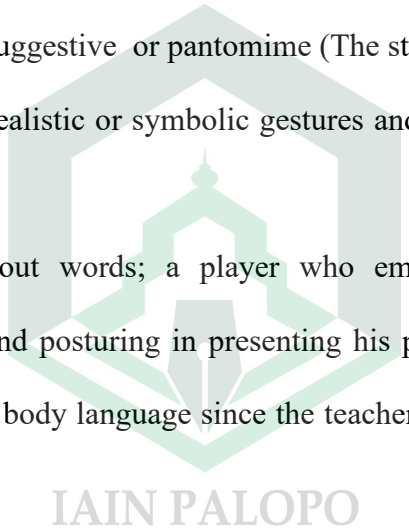 uggestive or pantomime (The st
ealistic or symbolic gestures and
out words; a player who em
nd posturing in presenting his p
body language since the teacher
IAIN PALOPO